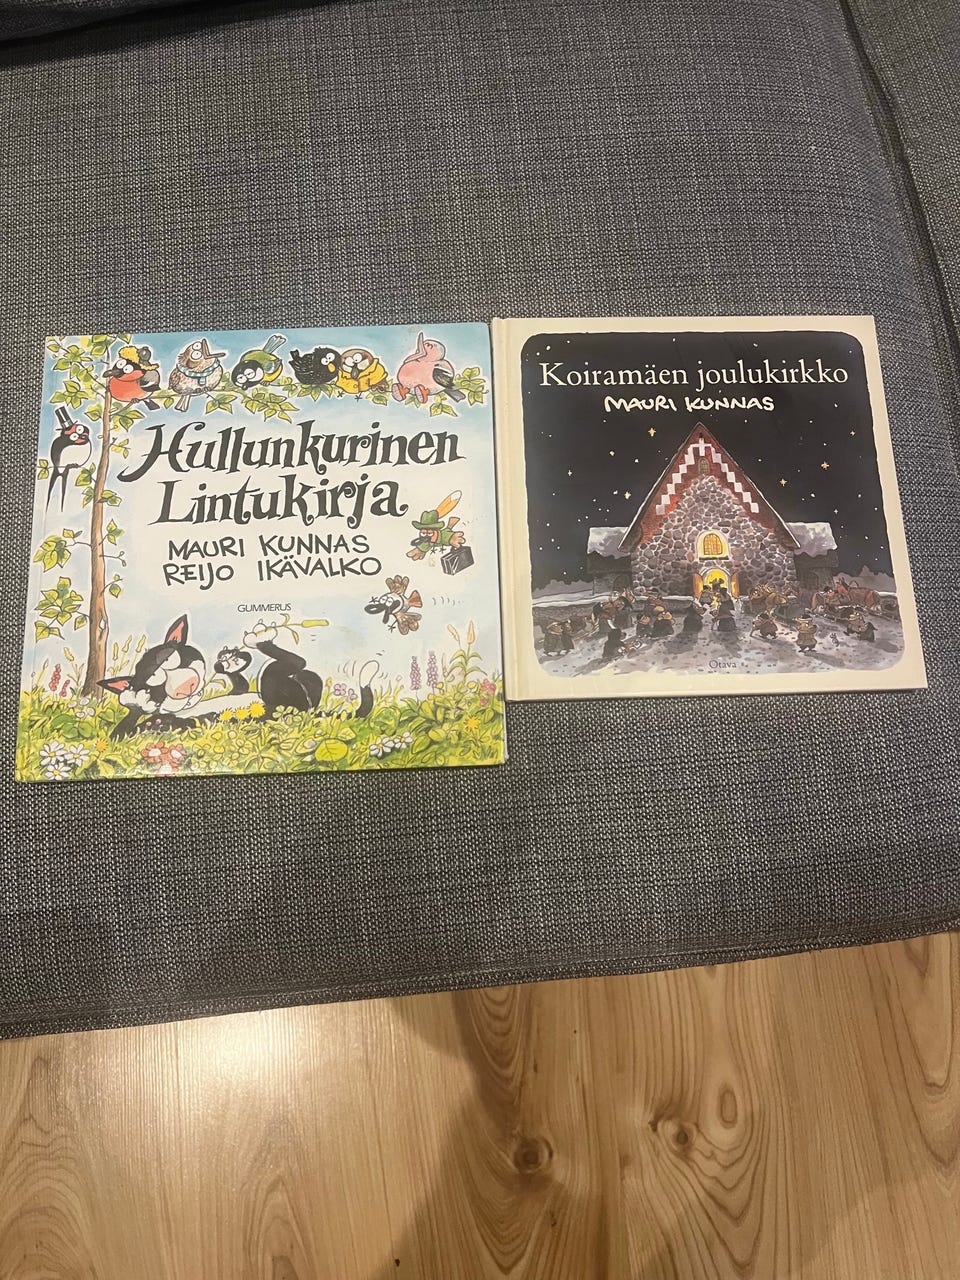 Hullunkurinen
Lintukirja
MAURI KUNNAS
REIJO IKÄVALKO
GUMMERUS
Koiramäen joulukirkko
MAURI KUNNAS
Otava